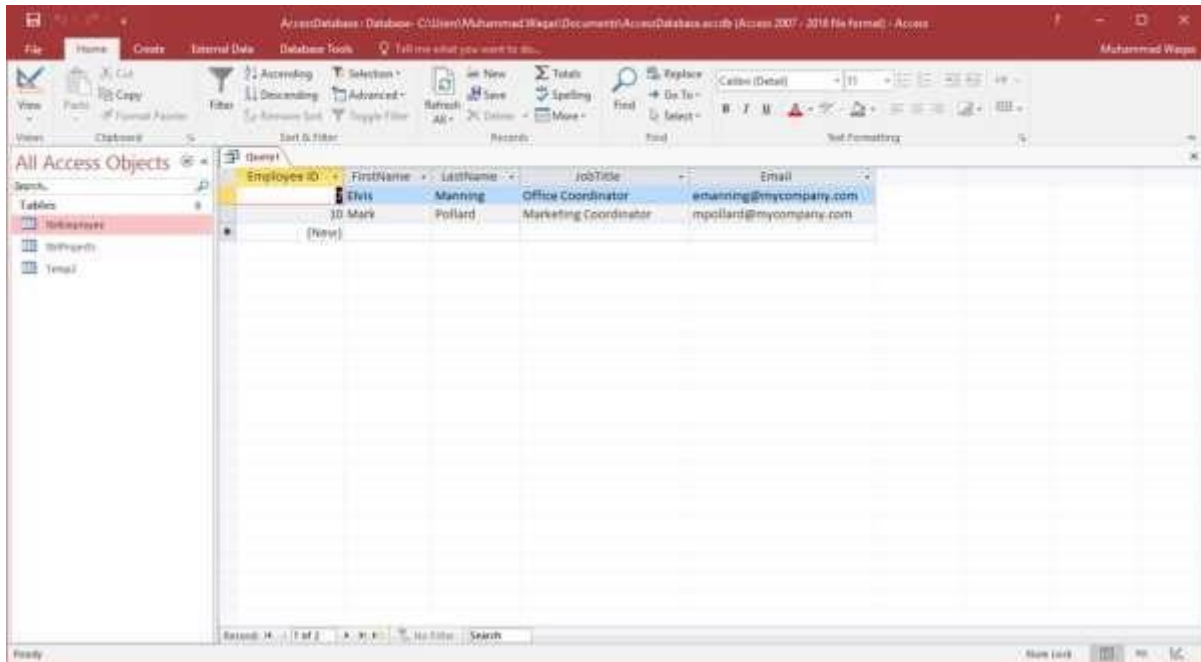 AccessDatabase : Database- C:\Users\Muhammad.Waqas\Documents\AccessDatabase.accdb (Access 2007 - 2016 file format) - Access
File Home Create External Data Database Tools Tell me what you want to do...
Muhammad Waqas
View
Views
Paste
Cut
Copy
Format Painter
Clipboard
Filter
Ascending
Descending
Remove Sort
Selection
Advanced
Toggle Filter
Sort & Filter
Refresh
All
New
Save
Delete
Totals
Spelling
More
Records
Find
Replace
Go To
Select
Find
Calibri (Detail) 11
B I U A
Text Formatting
All Access Objects
Search..
Tables
tblEmployee
tblProjects
Query1
Employee ID FirstName LastName JobTitle Email
Elvis Manning Office Coordinator emanning@mycompany.com
10 Mark Pollard Marketing Coordinator mpollard@mycompany.com
(New)
Record: 1 of 2 No Filter Search
Ready
Num Lock